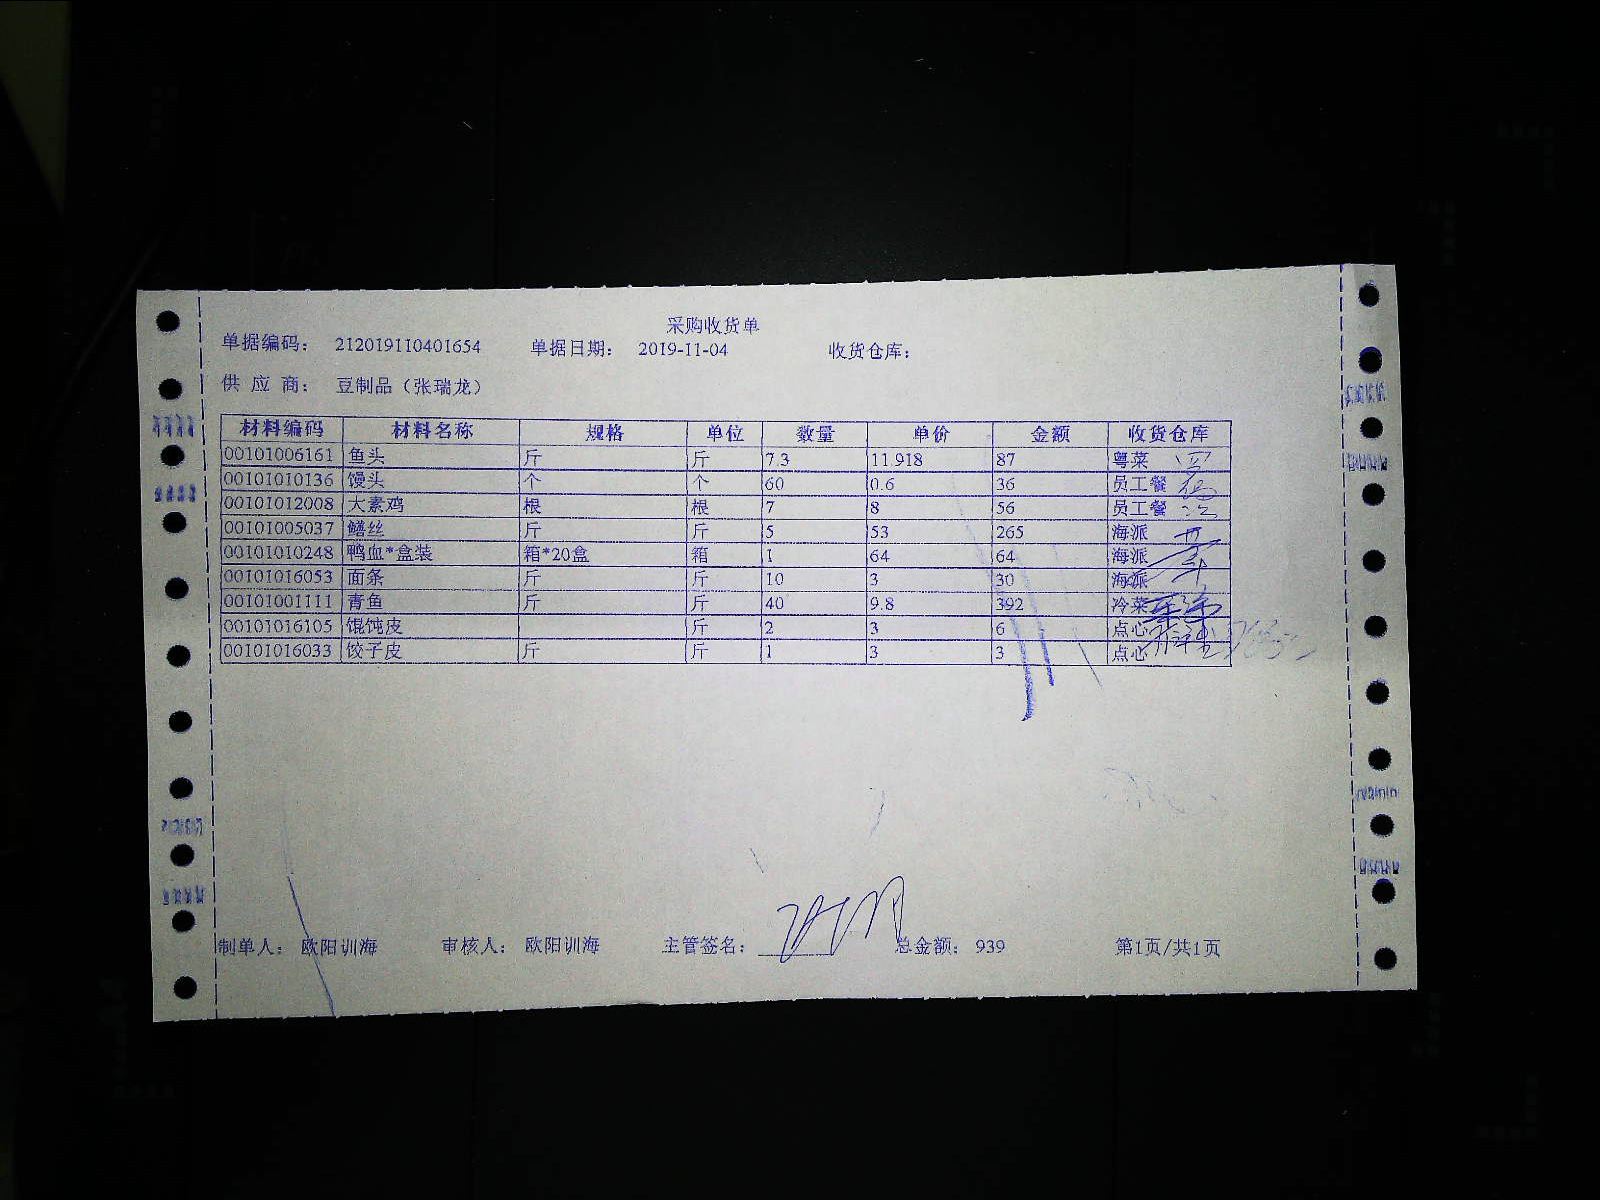 采购收货单
单据编码： 212019110401654 单据日期： 2019-11-04 收货仓库：
供 应 商： 豆制品（张瑞龙）
材料编码 材料名称 规格 单位 数量 单价 金额 收货仓库
00101006161 鱼头 斤 斤 7.3 11.918 87 粤菜
00101010136 馒头 个 个 60 0.6 36 员工餐
00101012008 大素鸡 根 根 7 8 56 员工餐
00101005037 鳝丝 斤 斤 5 53 265 海派
00101010248 鸭血*盒装 箱*20盒 箱 1 64 64 海派
00101016053 面条 斤 斤 10 3 30 海派
00101001111 青鱼 斤 斤 40 9.8 392 冷菜
00101016105 馄饨皮 斤 2 3 6 点心
00101016033 饺子皮 斤 斤 1 3 3 点心
制单人： 欧阳训海 审核人： 欧阳训海 主管签名： 总金额： 939 第1页/共1页